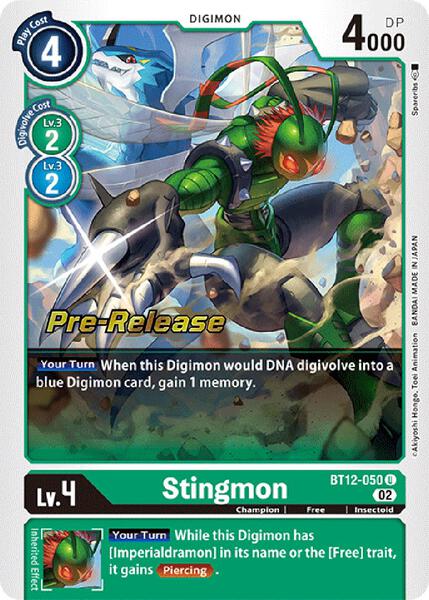 Play Cost
4
DIGIMON
4000
DP
Digivolve Cost
Lv.3
2
Lv.3
2
Spareribs
©Akiyoshi Hongo, Toei Animation BANDAI MADE IN JAPAN
Pre-Release
Your Turn When this Digimon would DNA digivolve into a
blue Digimon card, gain 1 memory.
Lv.4
Stingmon
BT12-050 U
02
Champion | Free | Insectoid
Inherited Effect
Your Turn While this Digimon has
[Imperialdramon] in its name or the [Free] trait,
it gains Piercing.